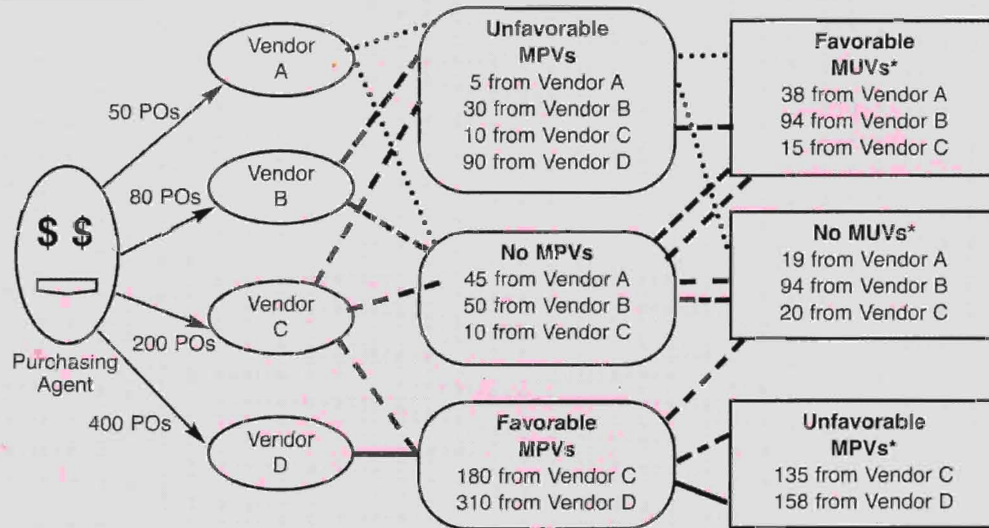 $ $
Purchasing
Agent
50 POs
80 POs
200 POs
400 POs
Vendor
A
Vendor
B
Vendor
C
Vendor
D
Unfavorable
MPVs
5 from Vendor A
30 from Vendor B
10 from Vendor C
90 from Vendor D
No MPVs
45 from Vendor A
50 from Vendor B
10 from Vendor C
Favorable
MPVs
180 from Vendor C
310 from Vendor D
Favorable
MUVs*
38 from Vendor A
94 from Vendor B
15 from Vendor C
No MUVs*
19 from Vendor A
94 from Vendor B
20 from Vendor C
Unfavorable
MPVs*
135 from Vendor C
158 from Vendor D